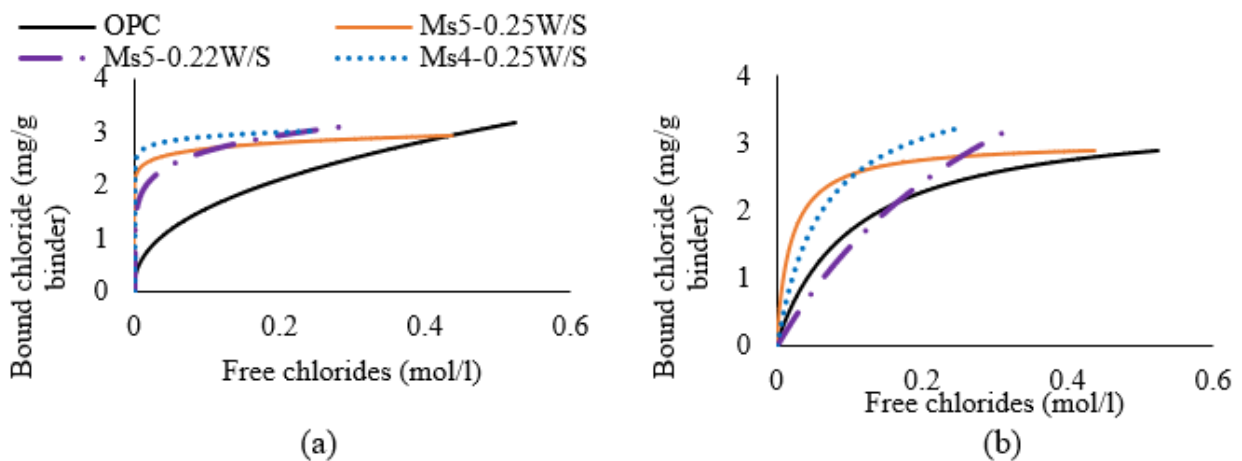 OPC
Ms5-0.25W/S
Ms5-0.22W/S
Ms4-0.25W/S
4
3
2
1
0
0
0.2
0.4
0.6
Bound chloride (mg/g
binder)
Free chlorides (mol/l)
(a)
4
3
2
1
0
0
0.2
0.4
0.6
Bound chloride (mg/g
binder)
Free chlorides (mol/l)
(b)